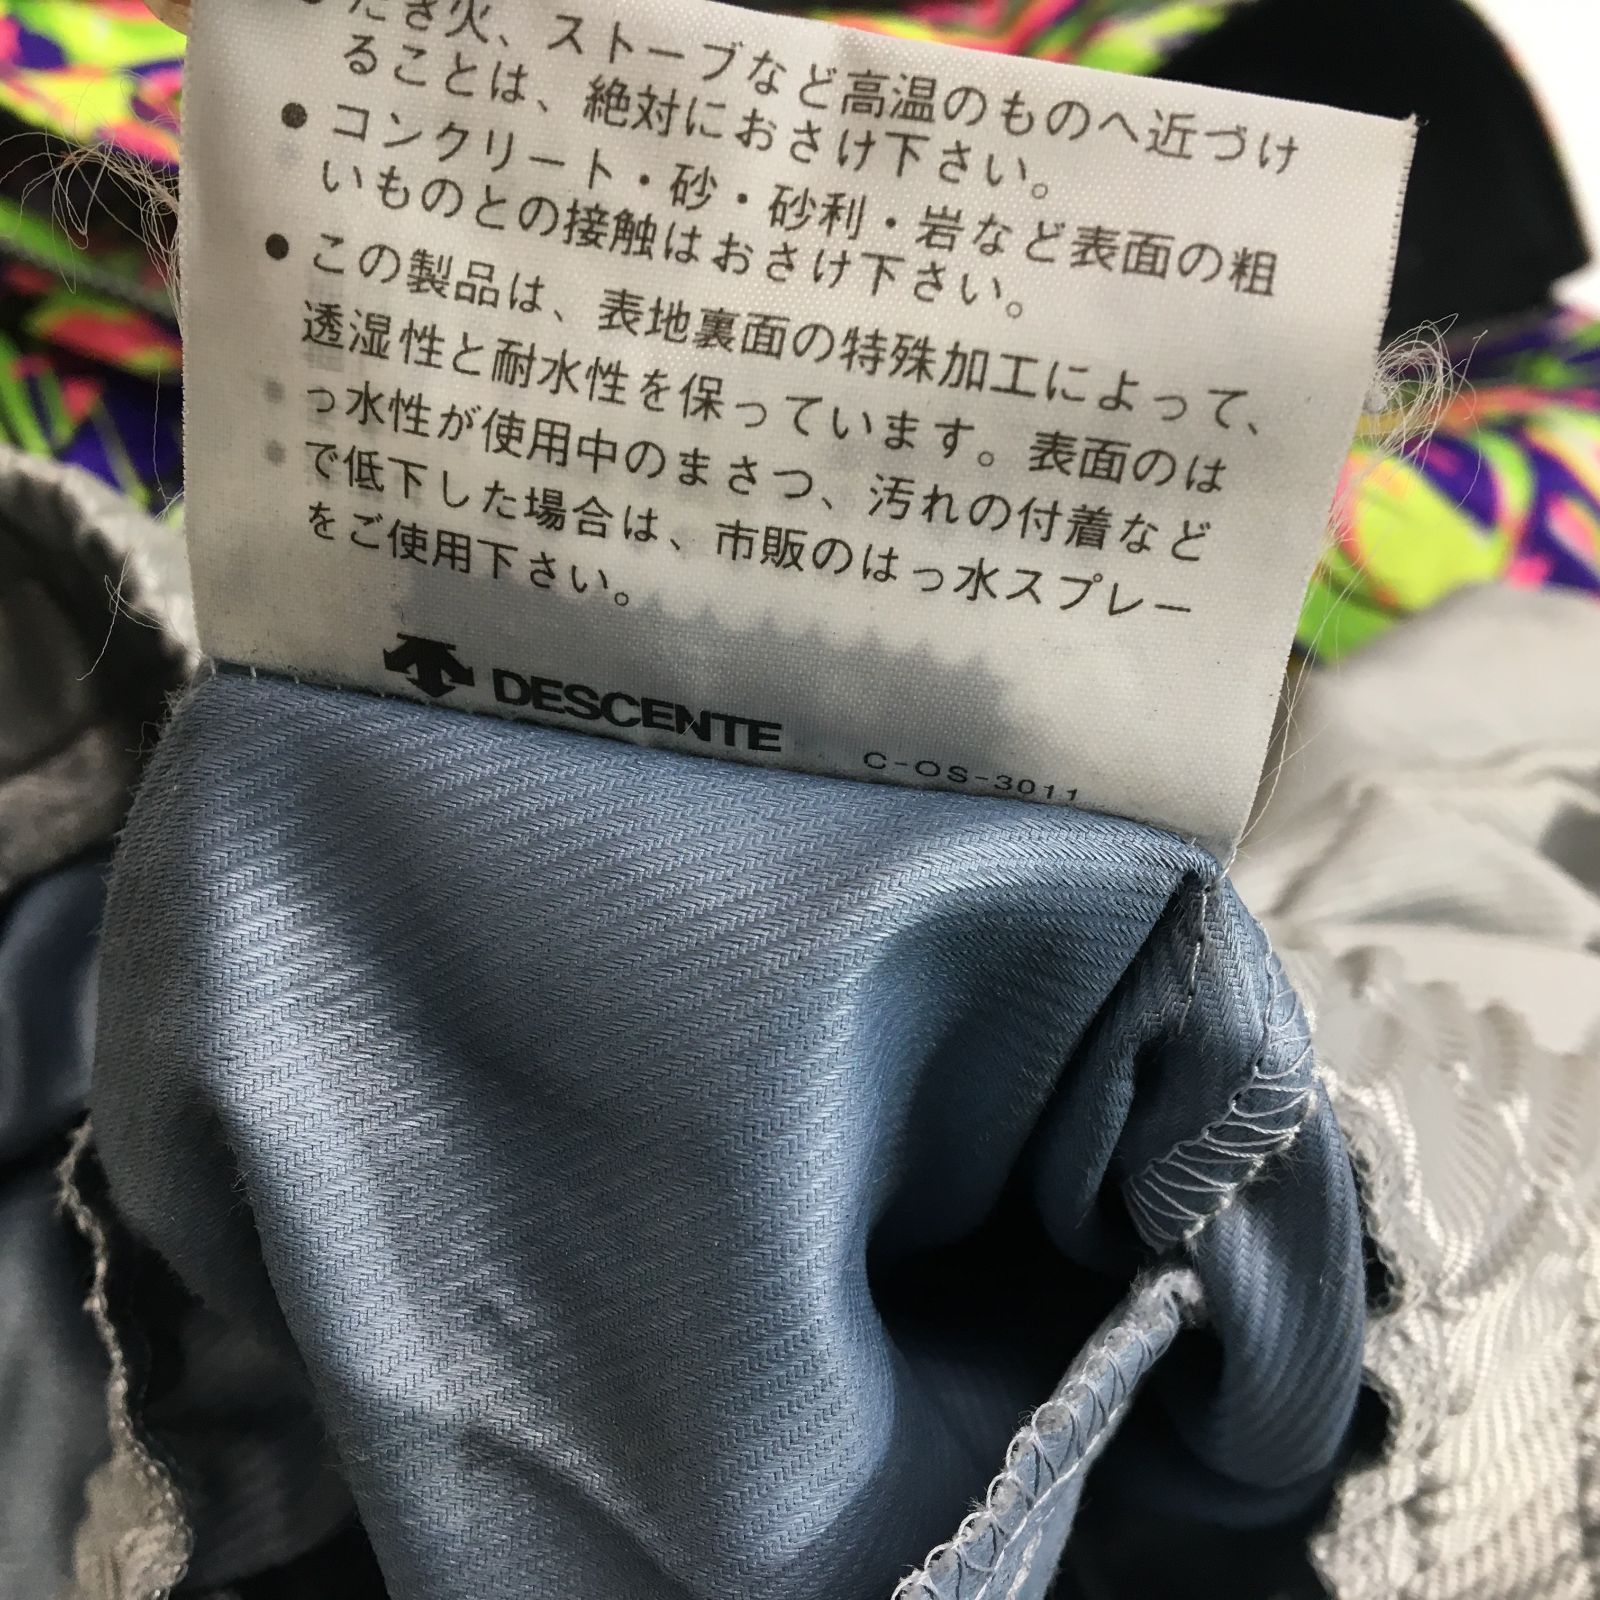 ● たき火、ストーブなど高温のものへ近づけ
ることは、絶対におさけ下さい。
● コンクリート・砂・砂利・岩など表面の粗
いものとの接触はおさけ下さい。
● この製品は、表地裏面の特殊加工によって、
透湿性と耐水性を保っています。表面のは
っ水性が使用中のまさつ、汚れの付着など
で低下した場合は、市販のはっ水スプレー
をご使用下さい。
DESCENTE
C-OS-3011